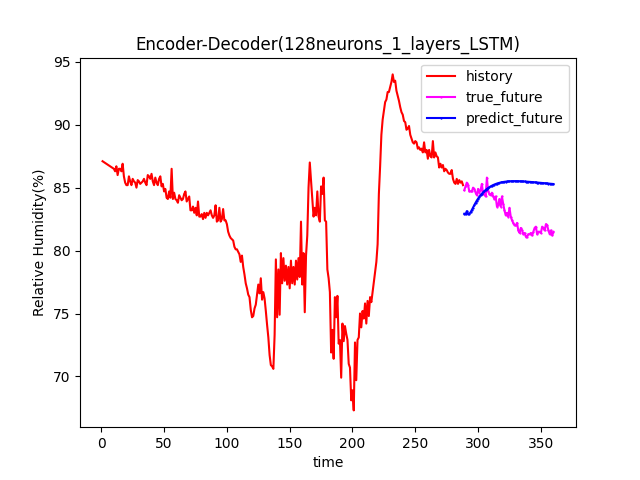 Encoder-Decoder(128neurons_1_layers_LSTM)
history
true_future
predict_future
Relative Humidity(%)
95
90
85
80
75
70
0 50 100 150 200 250 300 350
time